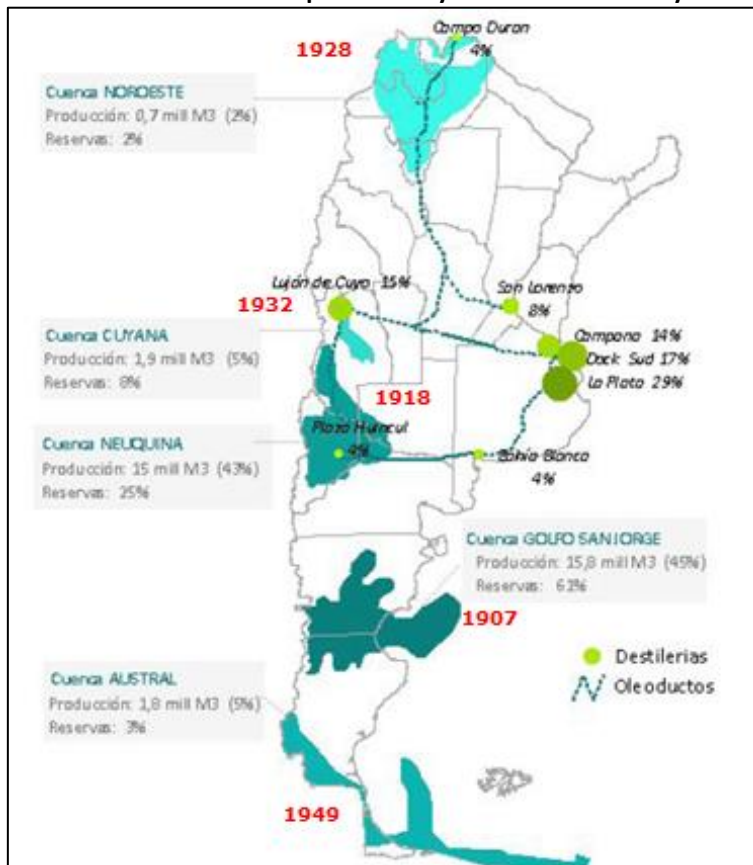 1928
Campo Duran
4%
Cuenca NOROESTE
Producción: 0,7 mill M3 (2%)
Reservas: 2%
Luján de Cuyo 15%
San Lorenzo
8%
1932
Cuenca CUYANA
Producción: 1,9 mill M3 (5%)
Reservas: 8%
Campana 14%
Dock Sud 17%
La Plata 29%
1918
Plaza Huincul
4%
Cuenca NEUQUINA
Producción: 15 mill M3 (43%)
Reservas: 25%
Bahía Blanca
4%
Cuenca GOLFO SAN JORGE
Producción: 15,8 mill M3 (45%)
Reservas: 61%
1907
Destilerias
Oleoductos
Cuenca AUSTRAL
Producción: 1,8 mill M3 (5%)
Reservas: 3%
1949